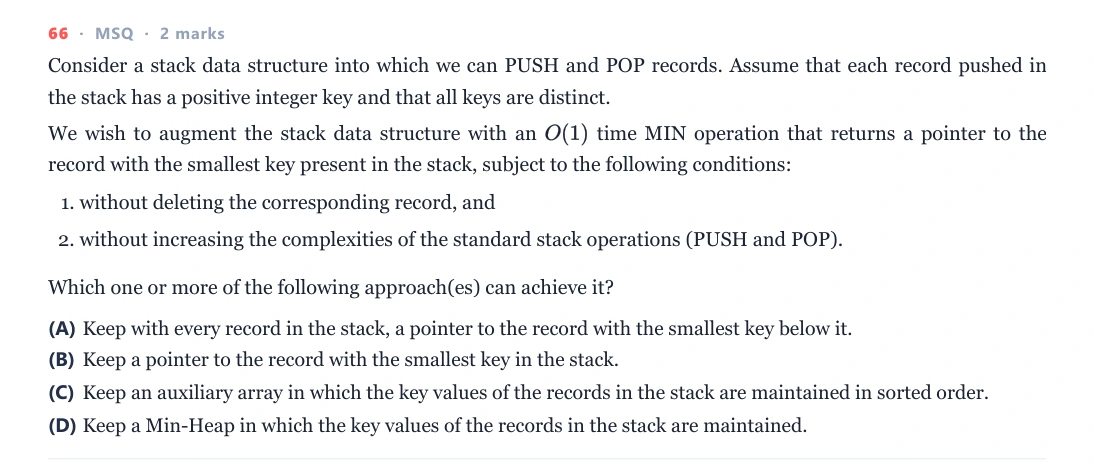 66 · MSQ · 2 marks
Consider a stack data structure into which we can PUSH and POP records. Assume that each record pushed in
the stack has a positive integer key and that all keys are distinct.
We wish to augment the stack data structure with an O(1) time MIN operation that returns a pointer to the
record with the smallest key present in the stack, subject to the following conditions:
1. without deleting the corresponding record, and
2. without increasing the complexities of the standard stack operations (PUSH and POP).
Which one or more of the following approach(es) can achieve it?
(A) Keep with every record in the stack, a pointer to the record with the smallest key below it.
(B) Keep a pointer to the record with the smallest key in the stack.
(C) Keep an auxiliary array in which the key values of the records in the stack are maintained in sorted order.
(D) Keep a Min-Heap in which the key values of the records in the stack are maintained.